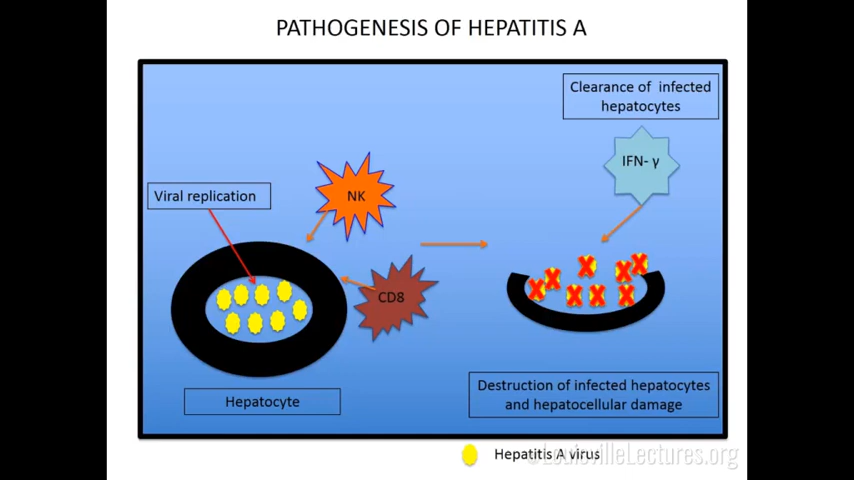 PATHOGENESIS OF HEPATITIS A
Clearance of infected
hepatocytes
IFN- γ
NK
Viral replication
CD8
Hepatocyte
Destruction of infected hepatocytes
and hepatocellular damage
Hepatitis A virus
@LouisvilleLectures.org